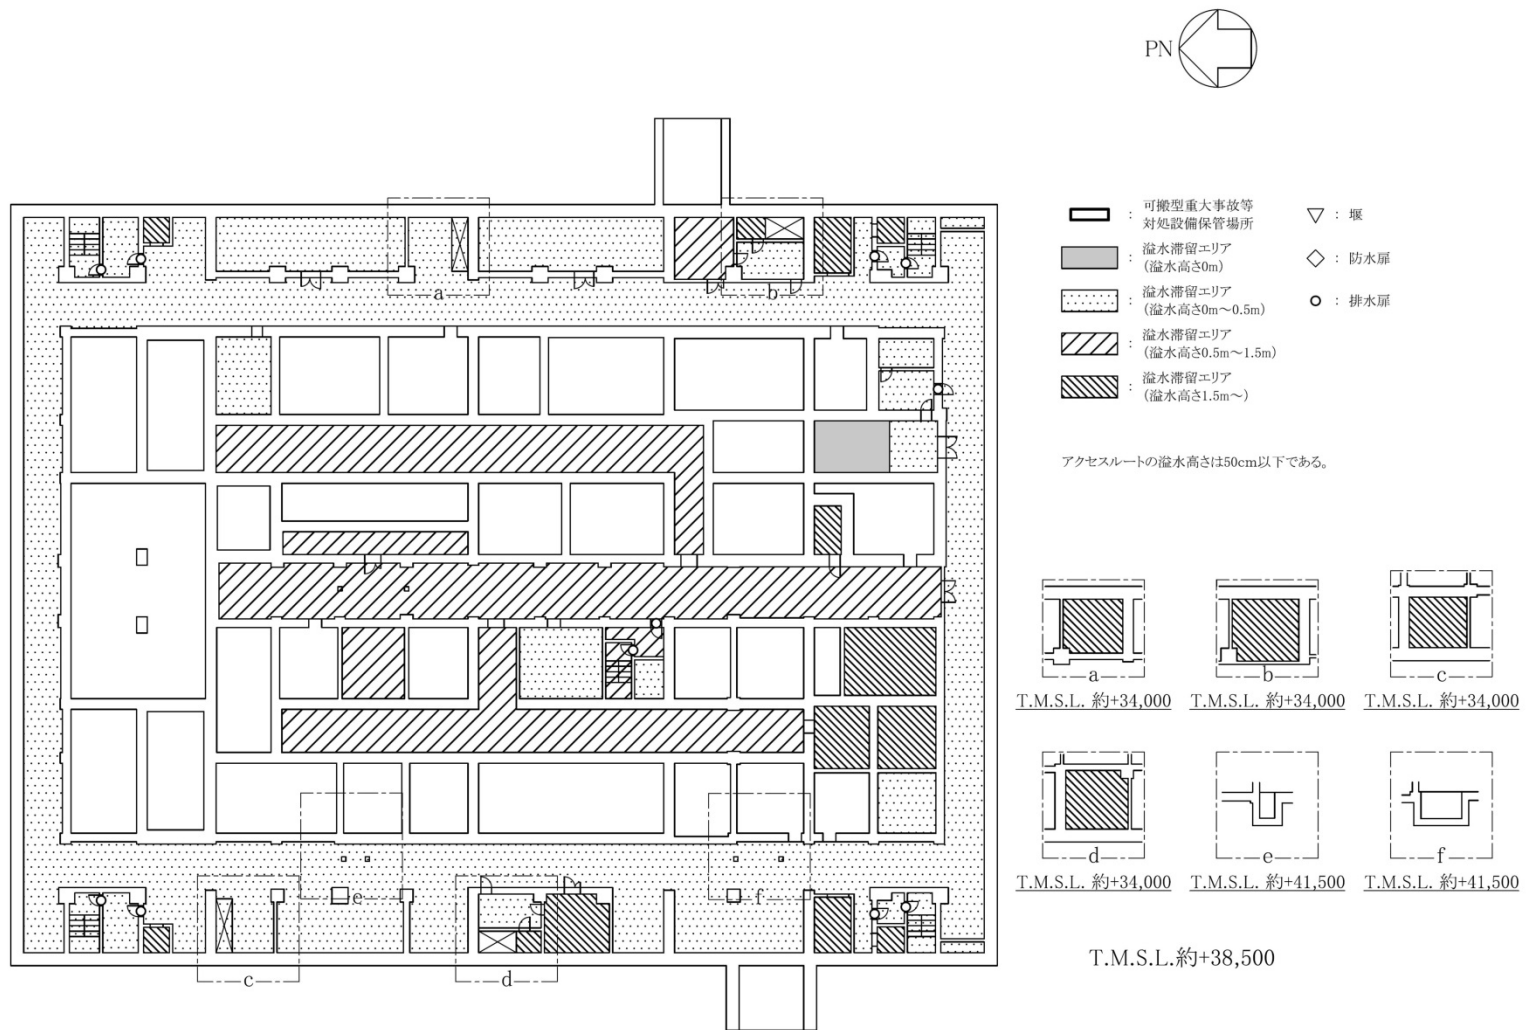 PN
可搬型重大事故等
対処設備保管場所
溢水滞留エリア
(溢水高さ0m)
溢水滞留エリア
(溢水高さ0m～0.5m)
溢水滞留エリア
(溢水高さ0.5m～1.5m)
溢水滞留エリア
(溢水高さ1.5m～)
：堰
：防水扉
：排水扉
アクセスルートの溢水高さは50cm以下である。
a
b
c
d
e
f
a
T.M.S.L. 約+34,000
b
T.M.S.L. 約+34,000
c
T.M.S.L. 約+34,000
d
T.M.S.L. 約+34,000
e
T.M.S.L. 約+41,500
f
T.M.S.L. 約+41,500
T.M.S.L.約+38,500